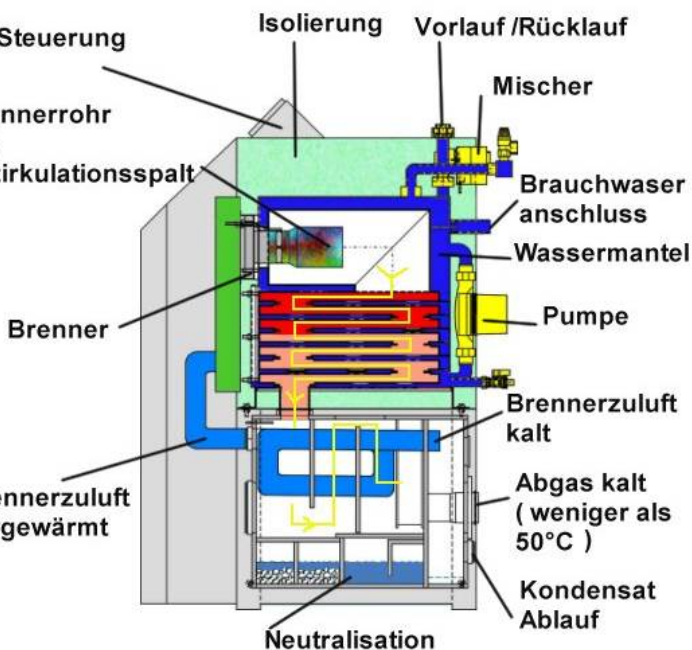 Steuerung
Isolierung
Vorlauf /Rücklauf
Mischer
nnerrohr
zirkulationsspalt
Brauchwaser
anschluss
Wassermantel
Pumpe
Brenner
Brennerzuluft
kalt
ennerzuluft
gewärmt
Abgas kalt
( weniger als
50°C )
Kondensat
Ablauf
Neutralisation